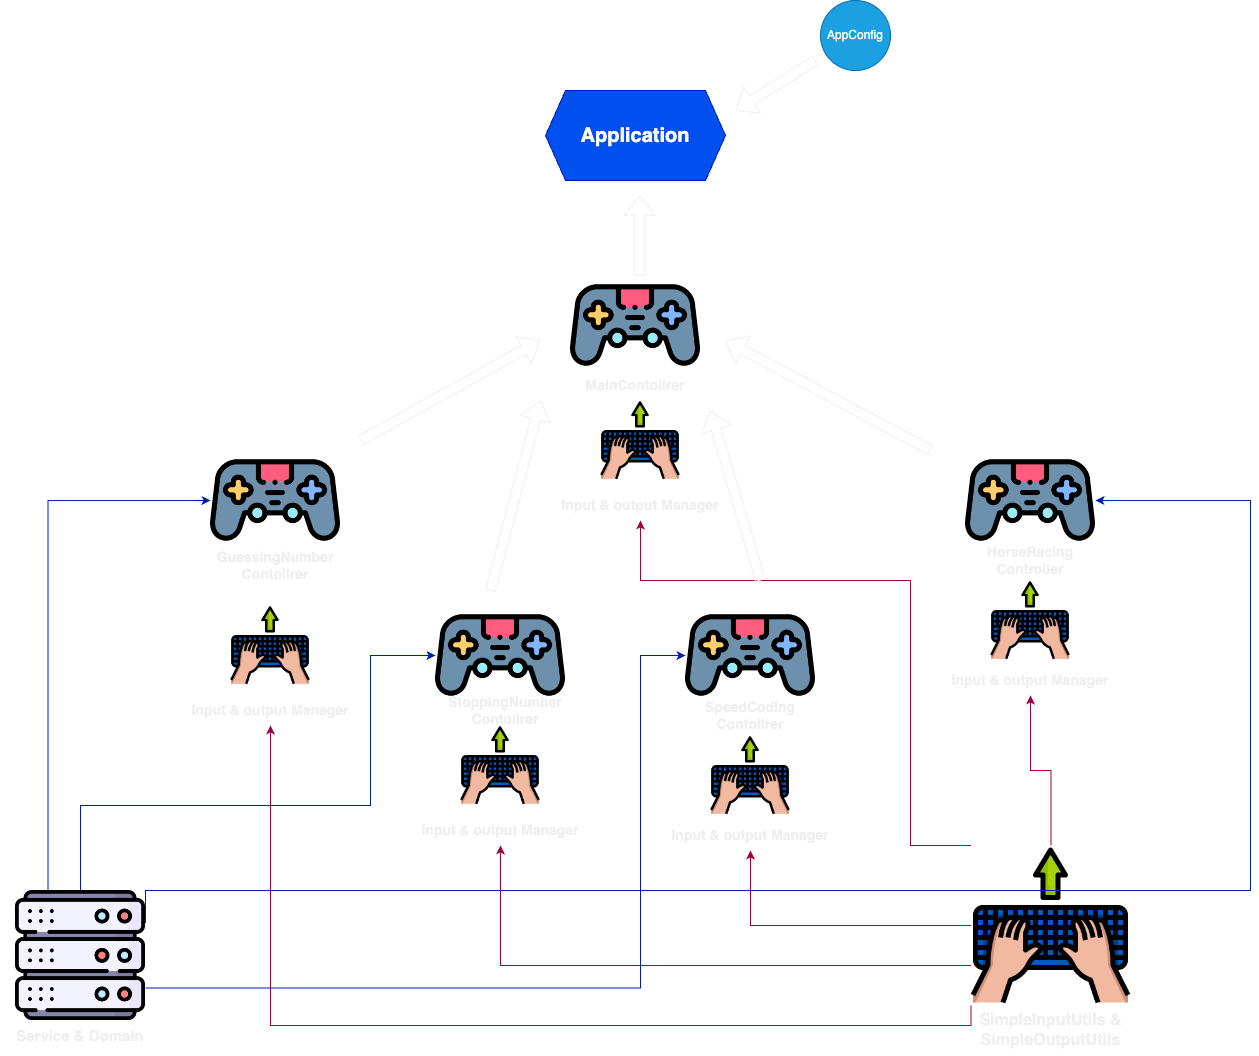 AppConfig
Application
MainContollrer
Input & output Manager
GuessingNumber
Contollrer
HorseRacing
Controller
Input & output Manager
Input & output Manager
StoppingNumber
Contollrer
SpeedCoding
Contollrer
Input & output Manager
Input & output Manager
Service & Domain
SimpleInputUtils &
SimpleOutputUtils